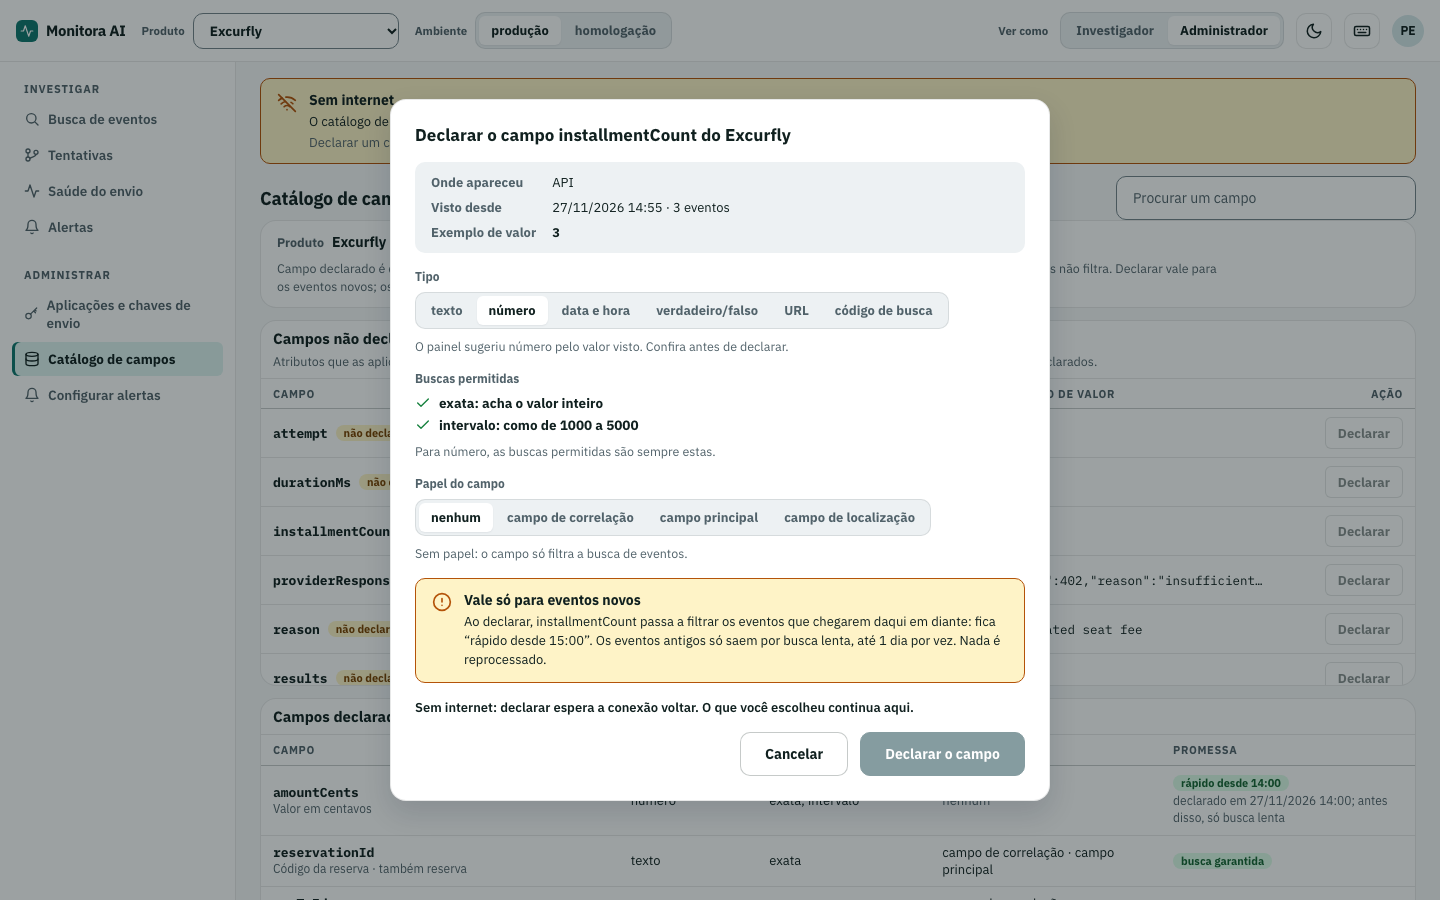 Monitora AI
Produto
Excurfly
Ambiente
produção
homologação
Ver como
Investigador
Administrador
PE
INVESTIGAR
Busca de eventos
Tentativas
Saúde do envio
Alertas
ADMINISTRAR
Aplicações e chaves de
envio
Catálogo de campos
Configurar alertas
Sem internet
O catálogo de
Declarar um c
Catálogo de can
Procurar um campo
Produto Excurfly
Campo declarado é
s não filtra. Declarar vale para
os eventos novos; os
Campos não decl
Atributos que as apli
clarados.
CAMPO
O DE VALOR
AÇÃO
attempt não decla
Declarar
durationMs não
Declarar
installmentCoun
Declarar
providerRespons
":402,"reason":"insufficient…
Declarar
reason não declar
ated seat fee
Declarar
results não decla
Declarar
Declarar o campo installmentCount do Excurfly
Onde apareceu API
Visto desde 27/11/2026 14:55 · 3 eventos
Exemplo de valor 3
Tipo
texto número data e hora verdadeiro/falso URL código de busca
O painel sugeriu número pelo valor visto. Confira antes de declarar.
Buscas permitidas
exata: acha o valor inteiro
intervalo: como de 1000 a 5000
Para número, as buscas permitidas são sempre estas.
Papel do campo
nenhum campo de correlação campo principal campo de localização
Sem papel: o campo só filtra a busca de eventos.
Vale só para eventos novos
Ao declarar, installmentCount passa a filtrar os eventos que chegarem daqui em diante: fica
“rápido desde 15:00”. Os eventos antigos só saem por busca lenta, até 1 dia por vez. Nada é
reprocessado.
Sem internet: declarar espera a conexão voltar. O que você escolheu continua aqui.
Cancelar
Declarar o campo
Campos declarad
CAMPO
PROMESSA
amountCents
Valor em centavos
número
exata, intervalo
nenhum
rápido desde 14:00
declarado em 27/11/2026 14:00; antes
disso, só busca lenta
reservationId
Código da reserva · também reserva
texto
exata
campo de correlação · campo
principal
busca garantida